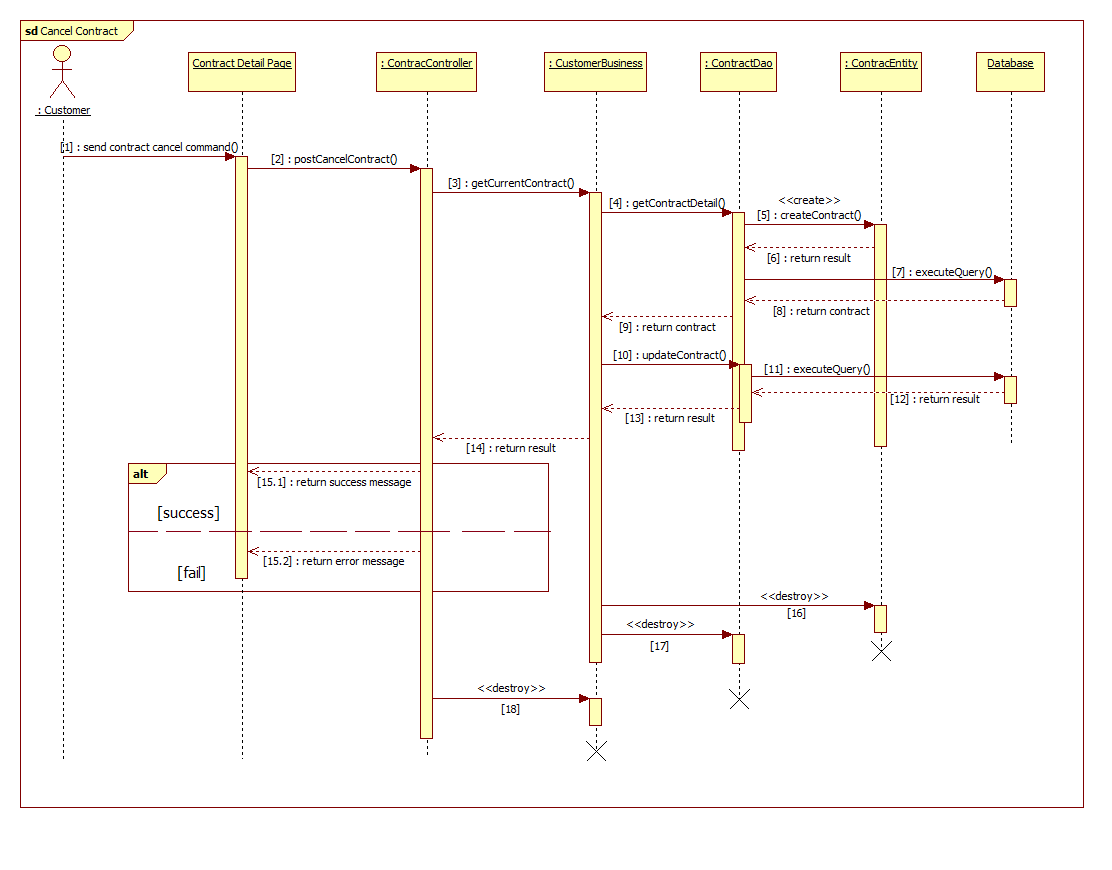 sd Cancel Contract
: Customer
Contract Detail Page
: ContracController
: CustomerBusiness
: ContractDao
: ContracEntity
Database
[1] : send contract cancel command()
[2] : postCancelContract()
[3] : getCurrentContract()
[4] : getContractDetail()
<<create>>
[5] : createContract()
[6] : return result
[7] : executeQuery()
[8] : return contract
[9] : return contract
[10] : updateContract()
[11] : executeQuery()
[12] : return result
[13] : return result
[14] : return result
alt
[15.1] : return success message
[success]
[15.2] : return error message
[fail]
<<destroy>>
[16]
<<destroy>>
[17]
<<destroy>>
[18]